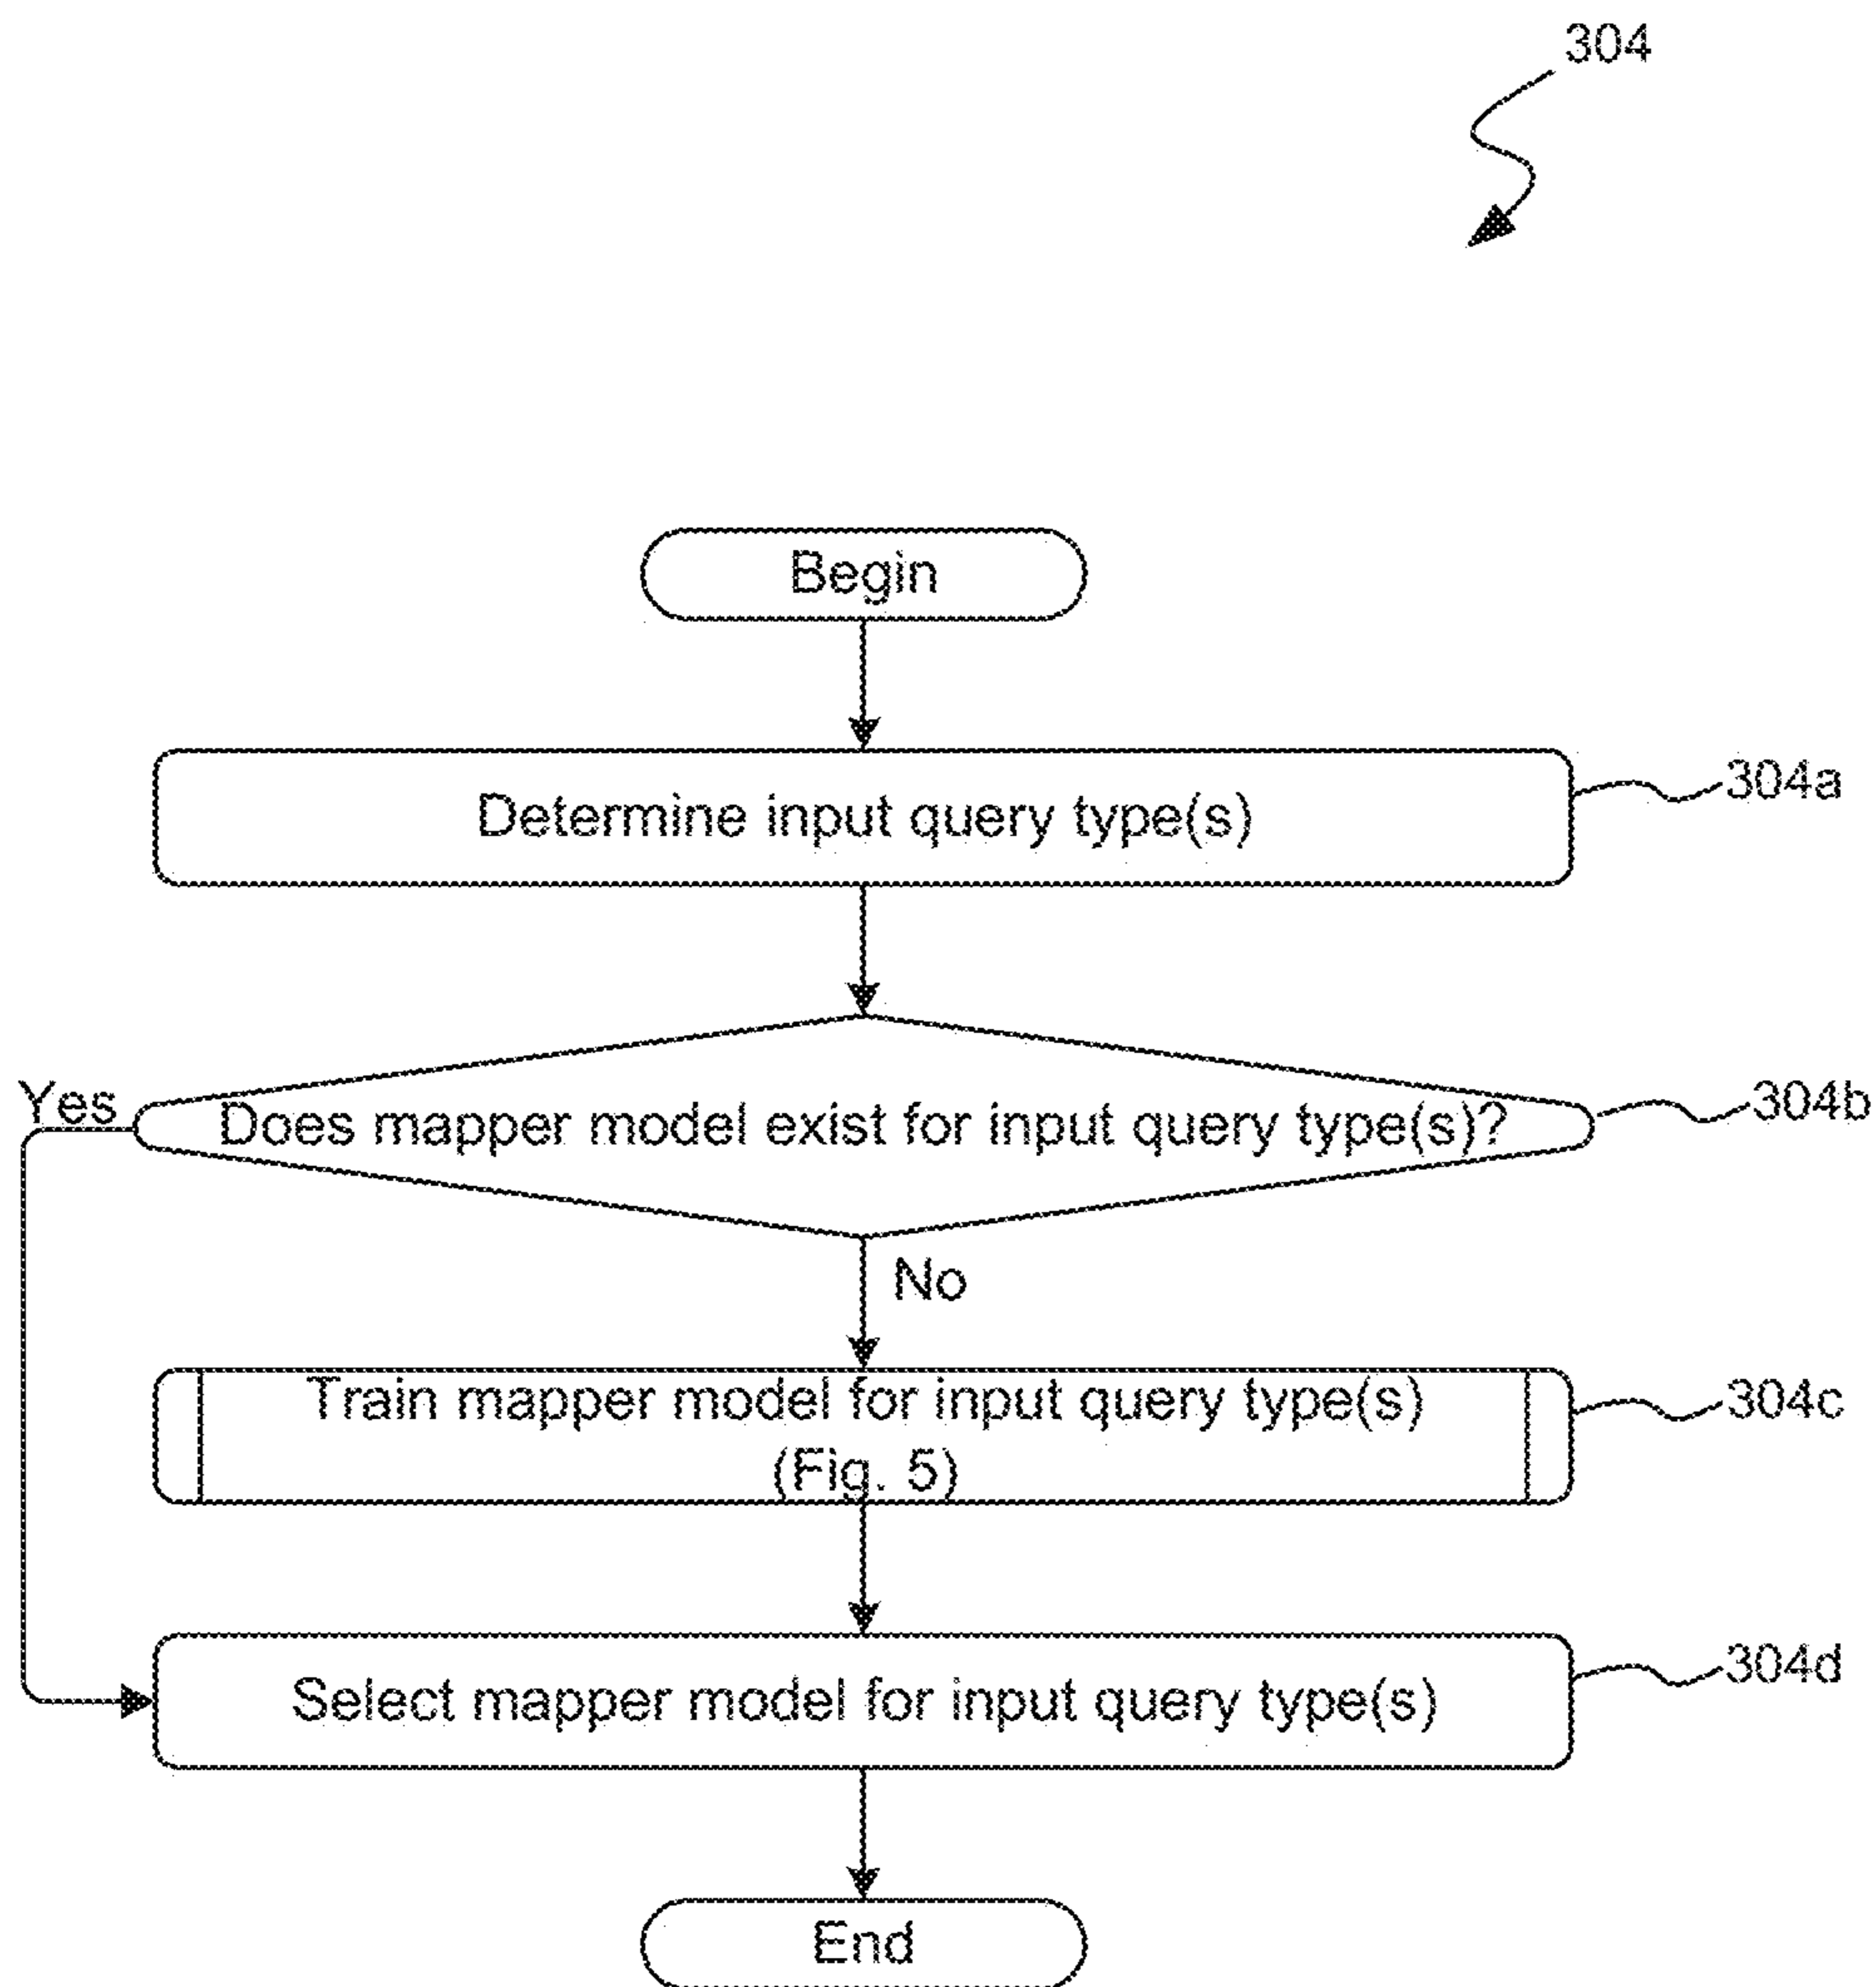 304
Begin
Determine input query type(s)
304a
Yes
Does mapper model exist for input query type(s)?
304b
No
Train mapper model for input query type(s)
(Fig. 5)
304c
Select mapper model for input query type(s)
304d
End